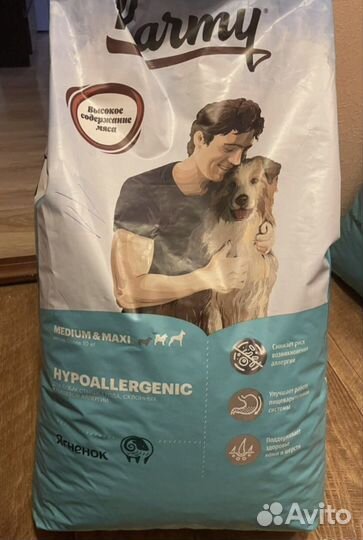 Karmy
Высокое
содержание
мяса
MEDIUM & MAXI
HYPOALLERGENIC
Снижает риск
возникновения
аллергии
Улучшает работу
пищеварительной
системы
Поддерживает
здоровье
кожи и шерсти
Ягненок
Avito